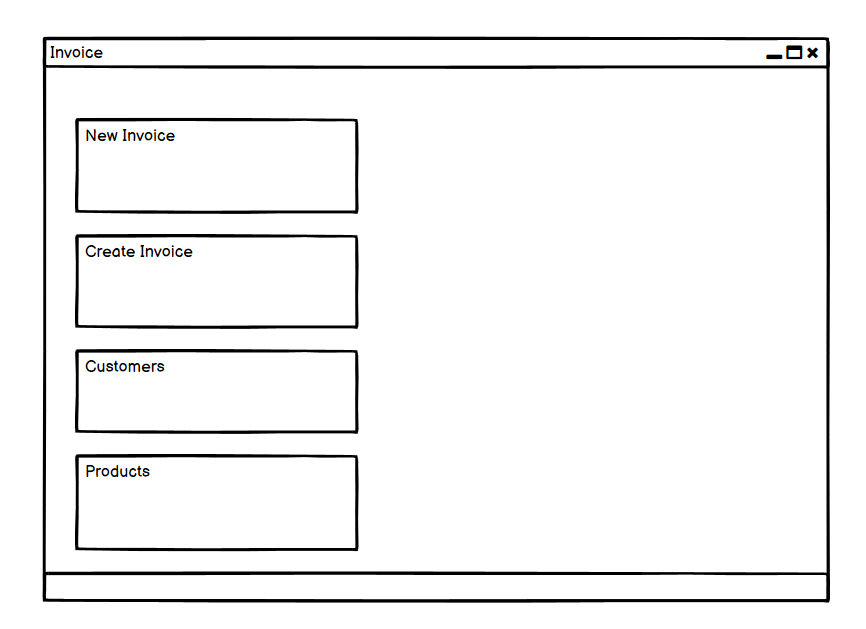 Invoice
New Invoice
Create Invoice
Customers
Products